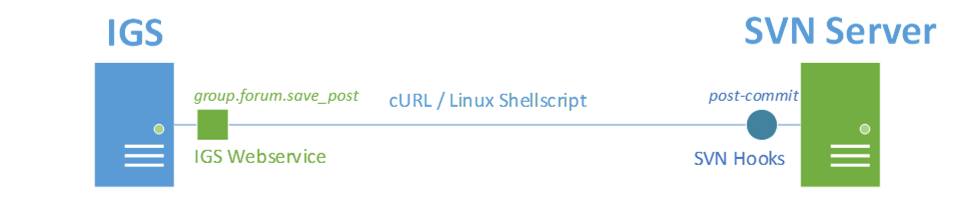 IGS
SVN Server
group.forum.save_post
cURL / Linux Shellscript
post-commit
IGS Webservice
SVN Hooks